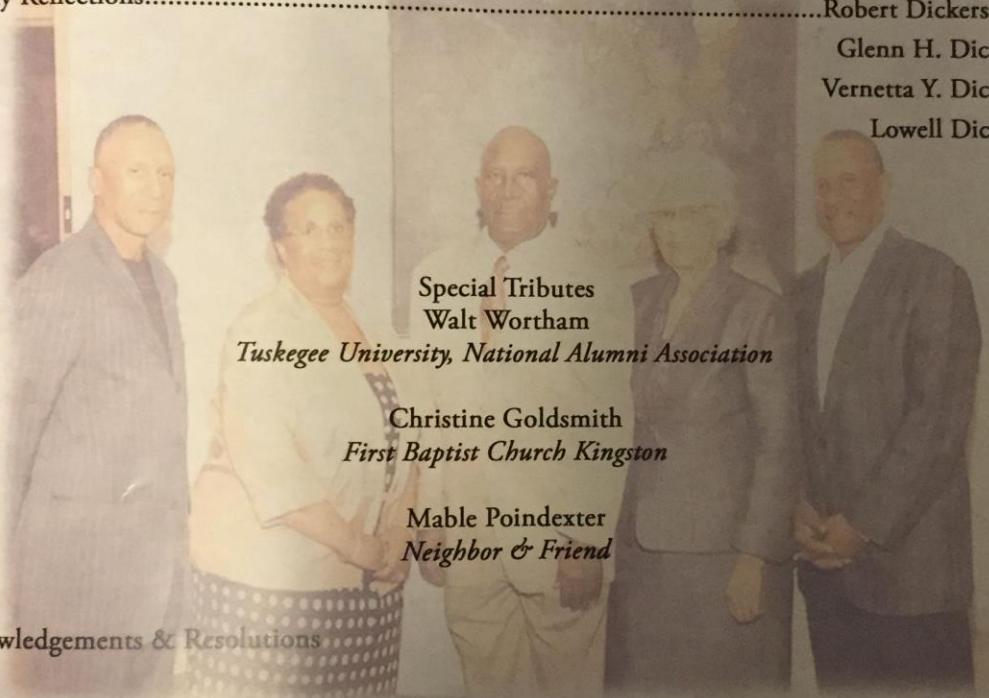 y Reflections..............................................................Robert Dickers
Glenn H. Dic
Vernetta Y. Dic
Lowell Dic
Special Tributes
Walt Wortham
Tuskegee University, National Alumni Association
Christine Goldsmith
First Baptist Church Kingston
Mable Poindexter
Neighbor & Friend
wledgements & Resolutions